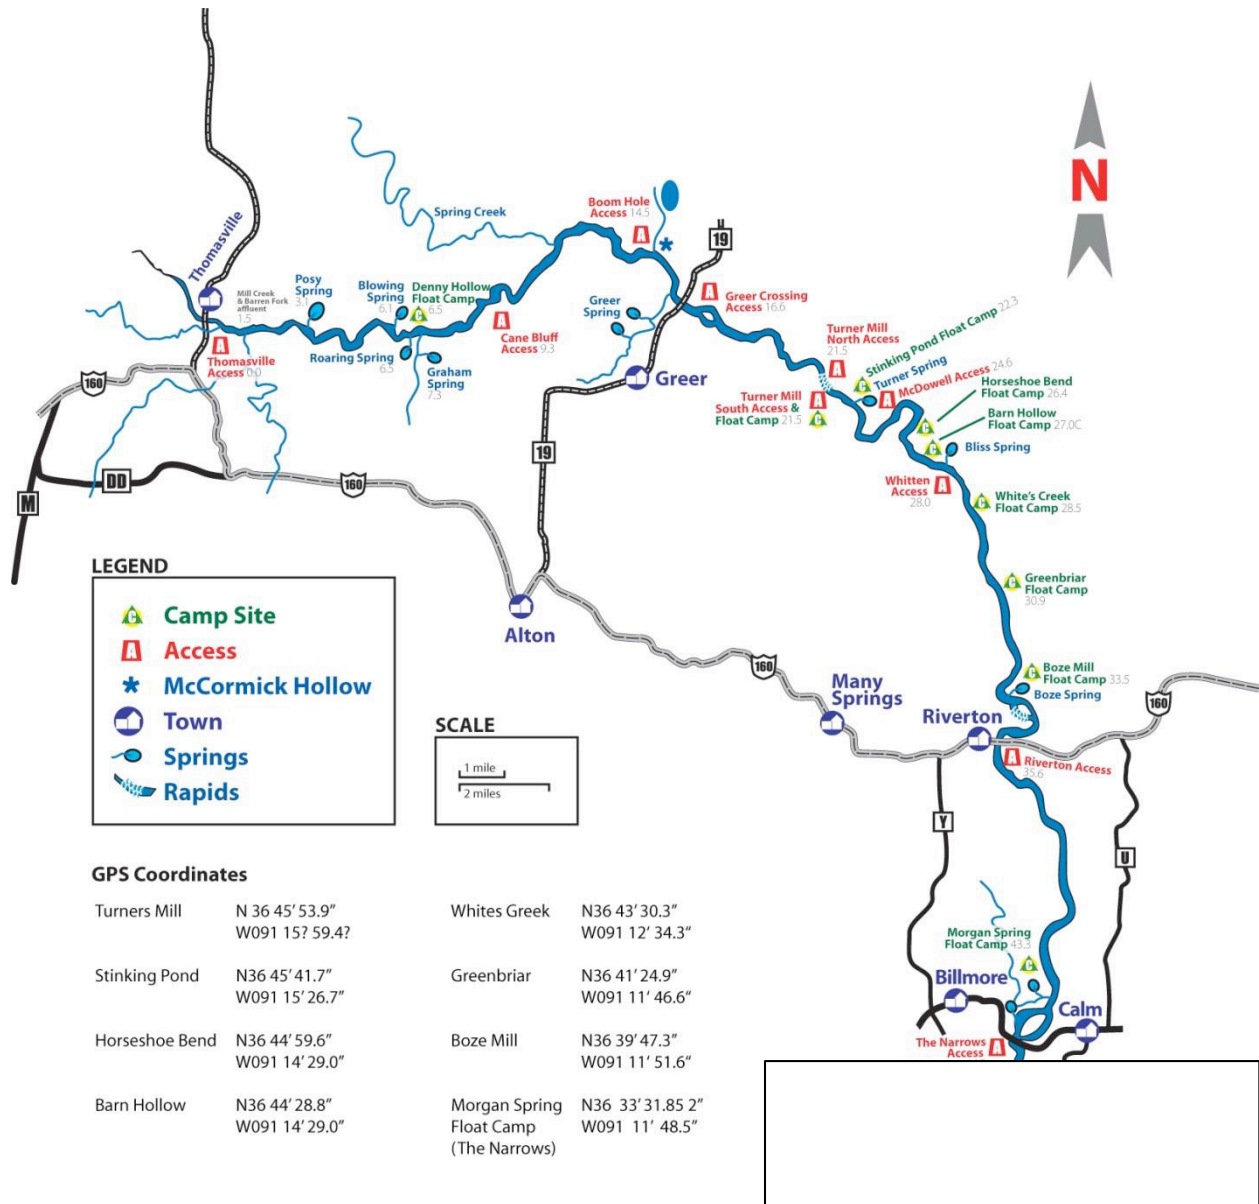 Thomasville
Mill Creek
& Barren Fork
affluent
1.5
Thomasville
Access 0.0
Posy
Spring
3.1
Roaring Spring
6.5
Blowing
Spring
6.1
Denny Hollow
Float Camp
6.5
Graham
Spring
7.3
Spring Creek
Cane Bluff
Access 9.3
Boom Hole
Access 14.5
Greer
Spring
Greer
Greer Crossing
Access 16.6
Turner Mill
North Access
21.5
Turner Mill
South Access &
Float Camp 21.5
Stinking Pond Float Camp 22.3
Turner Spring
McDowell Access 24.6
Horseshoe Bend
Float Camp 26.4
Barn Hollow
Float Camp 27.0C
Bliss Spring
Whitten
Access
28.0
White's Creek
Float Camp 28.5
Greenbriar
Float Camp
30.9
Boze Mill
Float Camp 33.5
Boze Spring
Riverton
Riverton Access
35.6
Many
Springs
Alton
Morgan Spring
Float Camp 43.3
Billmore
Calm
The Narrows
Access
N
160
M
DD
160
19
19
160
160
Y
U
A
A
A
A
A
A
A
A
A
A
C
C
C
C
C
C
C
C
C
LEGEND
C Camp Site
A Access
* McCormick Hollow
Town
Springs
Rapids
SCALE
1 mile
2 miles
GPS Coordinates
Turners Mill N 36 45' 53.9"
W091 15? 59.4?
Stinking Pond N36 45' 41.7"
W091 15' 26.7"
Horseshoe Bend N36 44' 59.6"
W091 14' 29.0"
Barn Hollow N36 44' 28.8"
W091 14' 29.0"
Whites Greek N36 43' 30.3"
W091 12' 34.3"
Greenbriar N36 41' 24.9"
W091 11' 46.6"
Boze Mill N36 39' 47.3"
W091 11' 51.6"
Morgan Spring N36 33' 31.85 2"
Float Camp W091 11' 48.5"
(The Narrows)